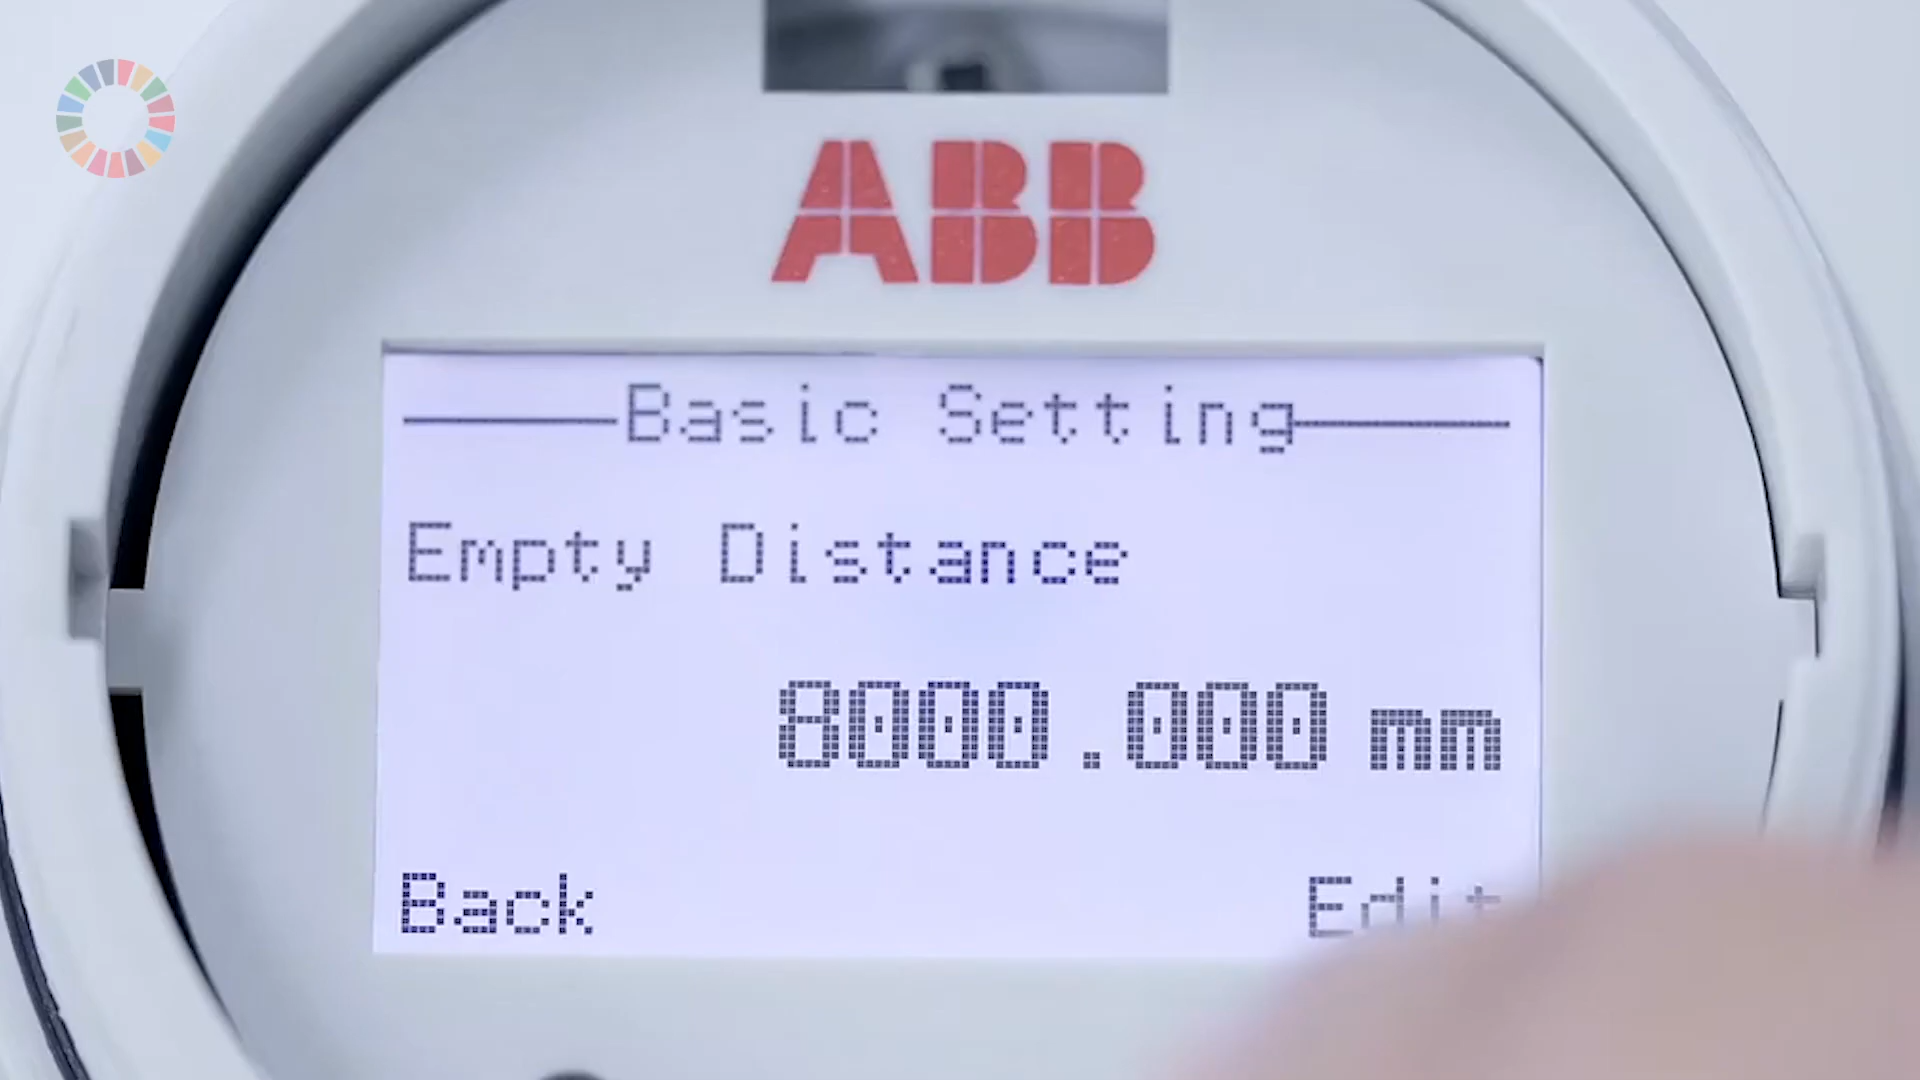 ABB
Basic Setting
Empty Distance
8000.000 mm
Back
Edit